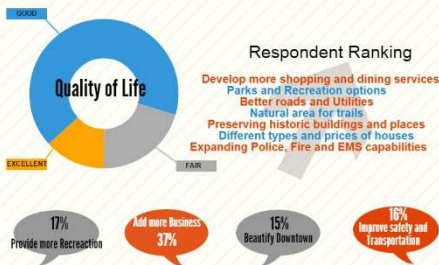 GOOD
Quality of Life
EXCELLENT
FAIR
Respondent Ranking
Develop more shopping and dining services
Parks and Recreation options
Better roads and Utilities
Natural area for trails
Preserving historic buildings and places
Different types and prices of houses
Expanding Police, Fire and EMS capabilities
17%
Provide more Recreaction
Add more Business
37%
15%
Beautify Downtown
16%
Improve safety and
Transportation